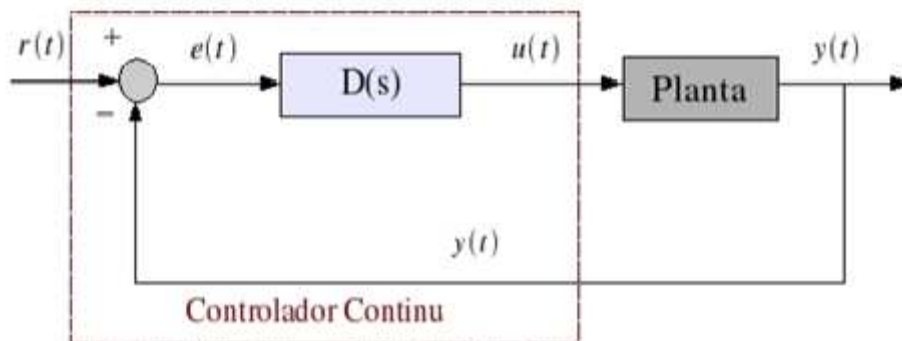 r(t)
+
e(t)
D(s)
u(t)
Planta
y(t)
−
y(t)
Controlador Continu